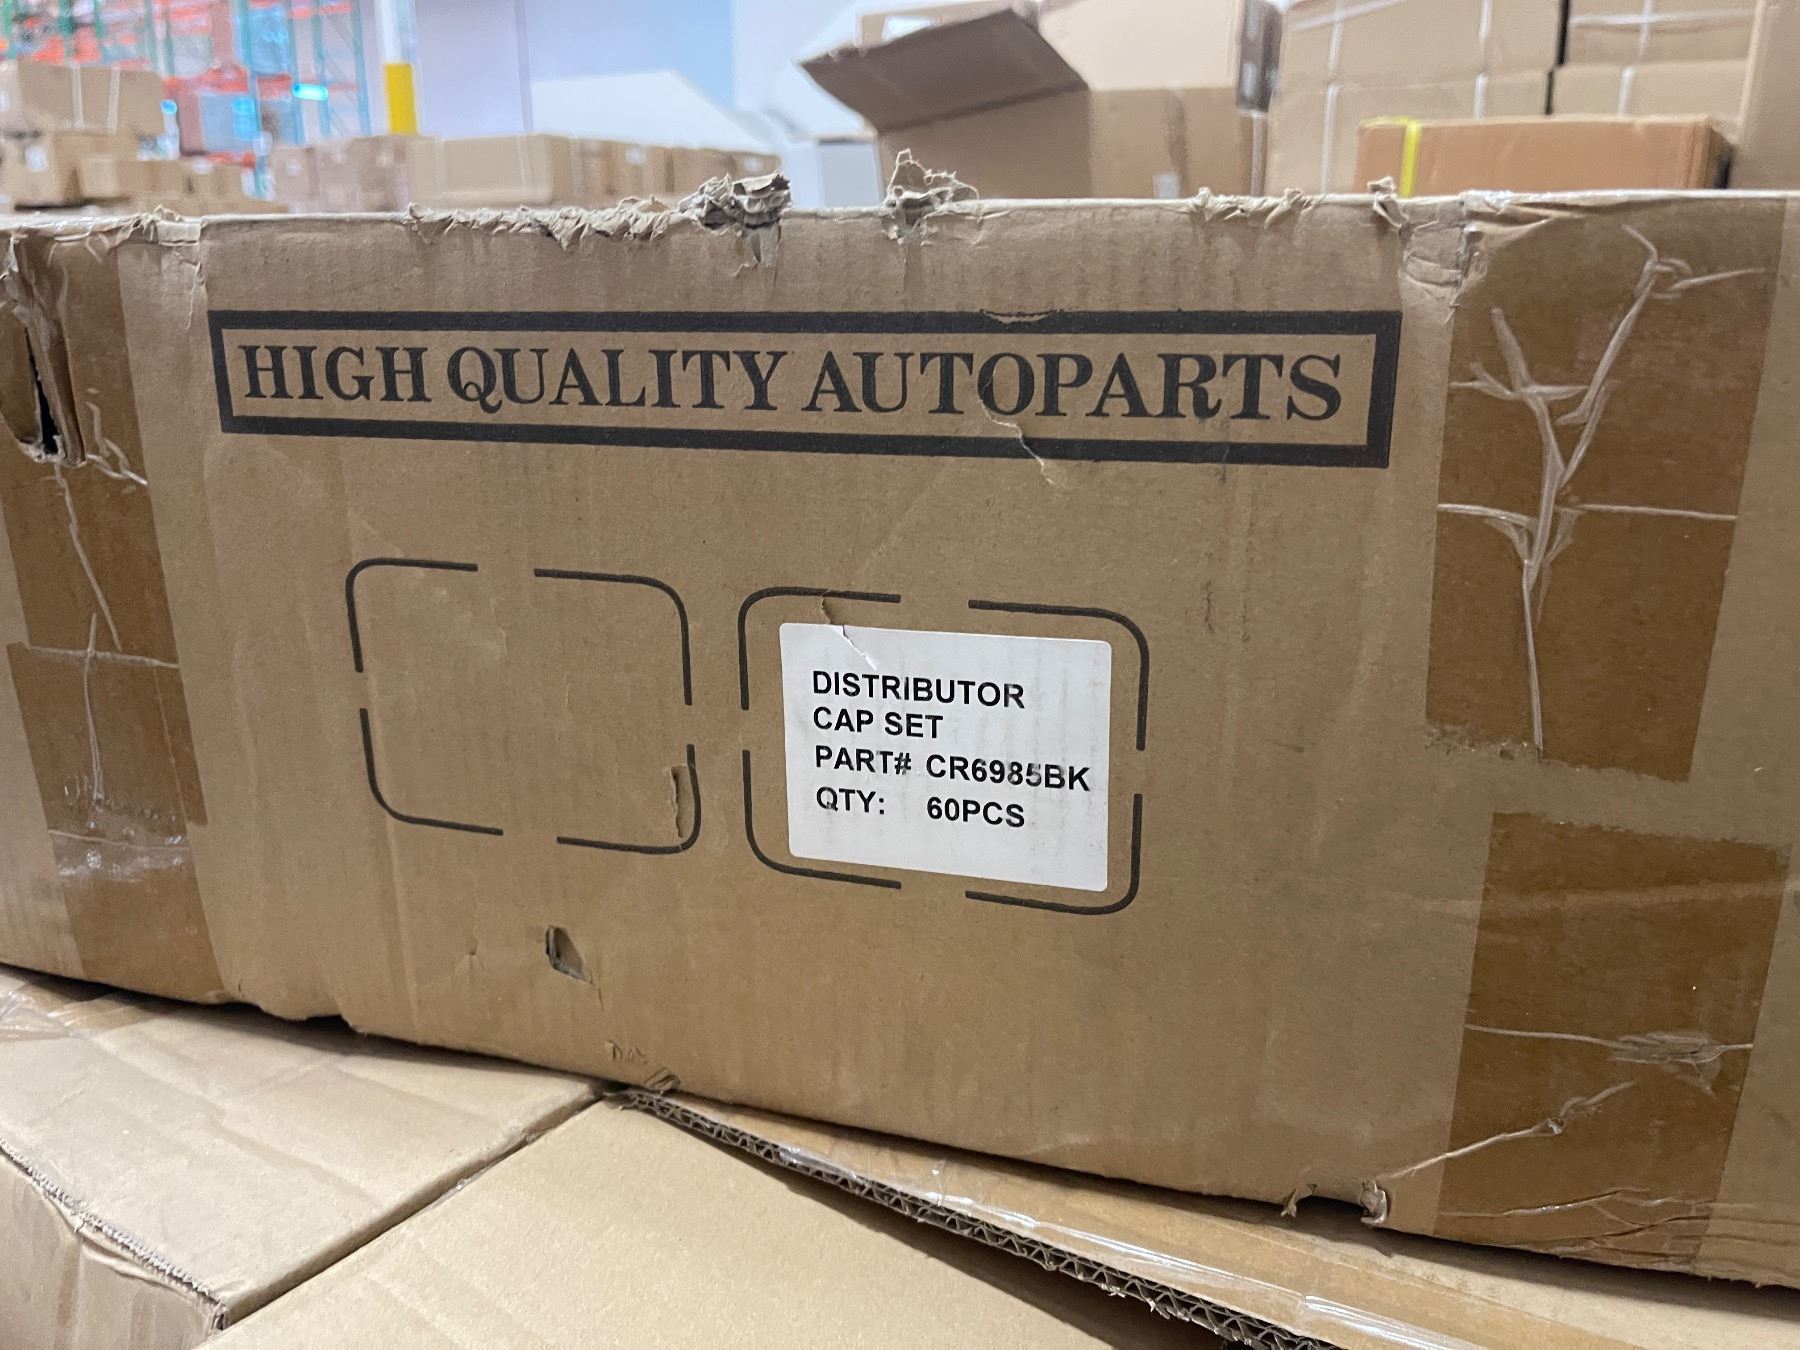 HIGH QUALITY AUTOPARTS
DISTRIBUTOR
CAP SET
PART# CR6985BK
QTY: 60PCS